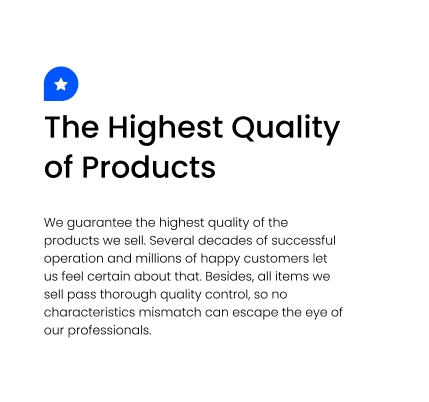 The Highest Quality
of Products
We guarantee the highest quality of the
products we sell. Several decades of successful
operation and millions of happy customers let
us feel certain about that. Besides, all items we
sell pass thorough quality control, so no
characteristics mismatch can escape the eye of
our professionals.